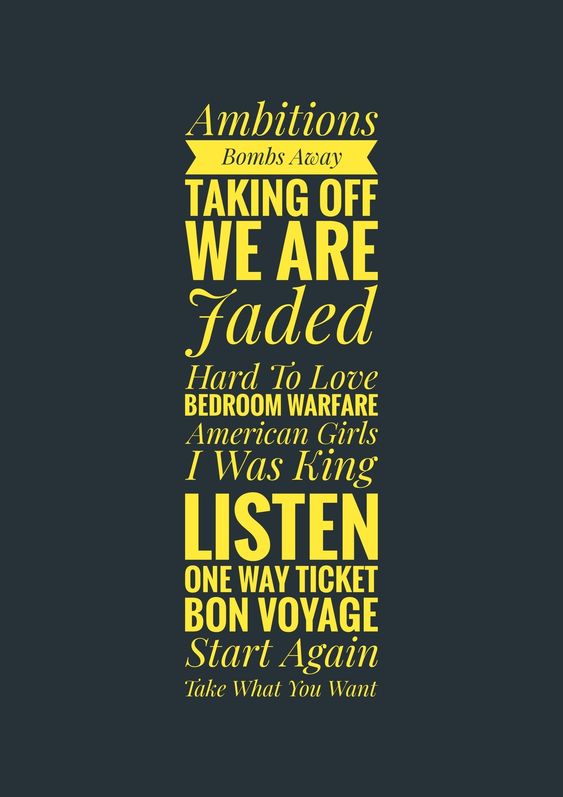 Ambitions
Bombs Away
TAKING OFF
WE ARE
Jaded
Hard To Love
BEDROOM WARFARE
American Girls
I Was King
LISTEN
ONE WAY TICKET
BON VOYAGE
Start Again
Take What You Want